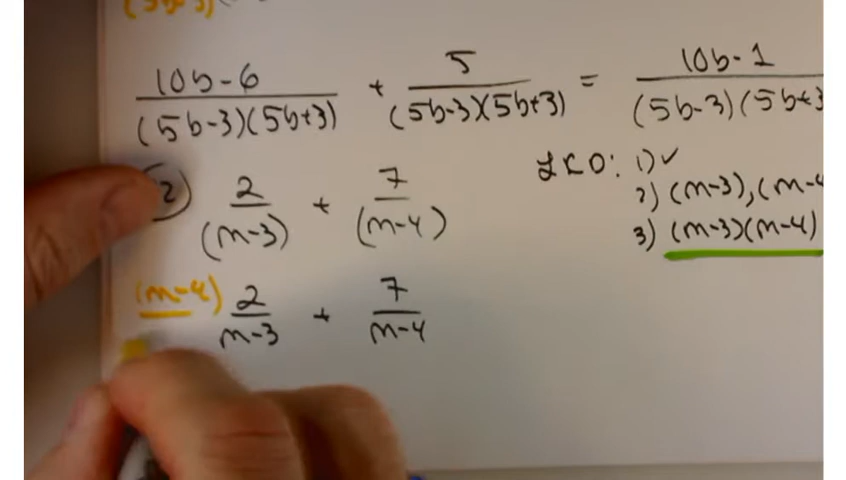 (10b-6)/((5b-3)(5b+3)) + 5/((5b-3)(5b+3)) = (10b-1)/((5b-3)(5b+3
LCD: 1)✓
2) (m-3),(m-4
3) (m-3)(m-4)
2) 2/(m-3) + 7/(m-4)
(m-4)/ 2/(m-3) + 7/(m-4)